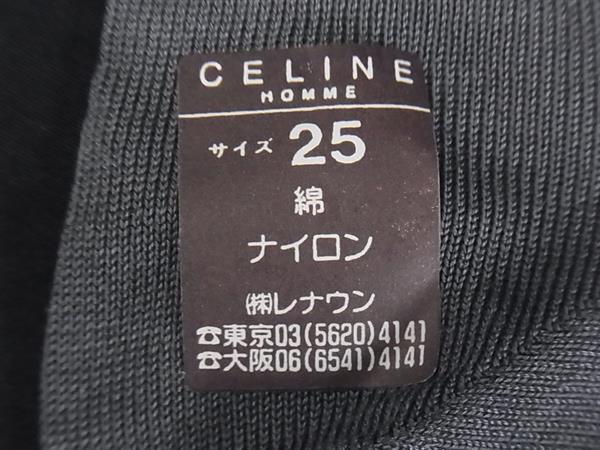 CELINE
HOMME
サイズ 25
綿
ナイロン
㈱レナウン
☎東京03(5620)4141
☎大阪06(6541)4141